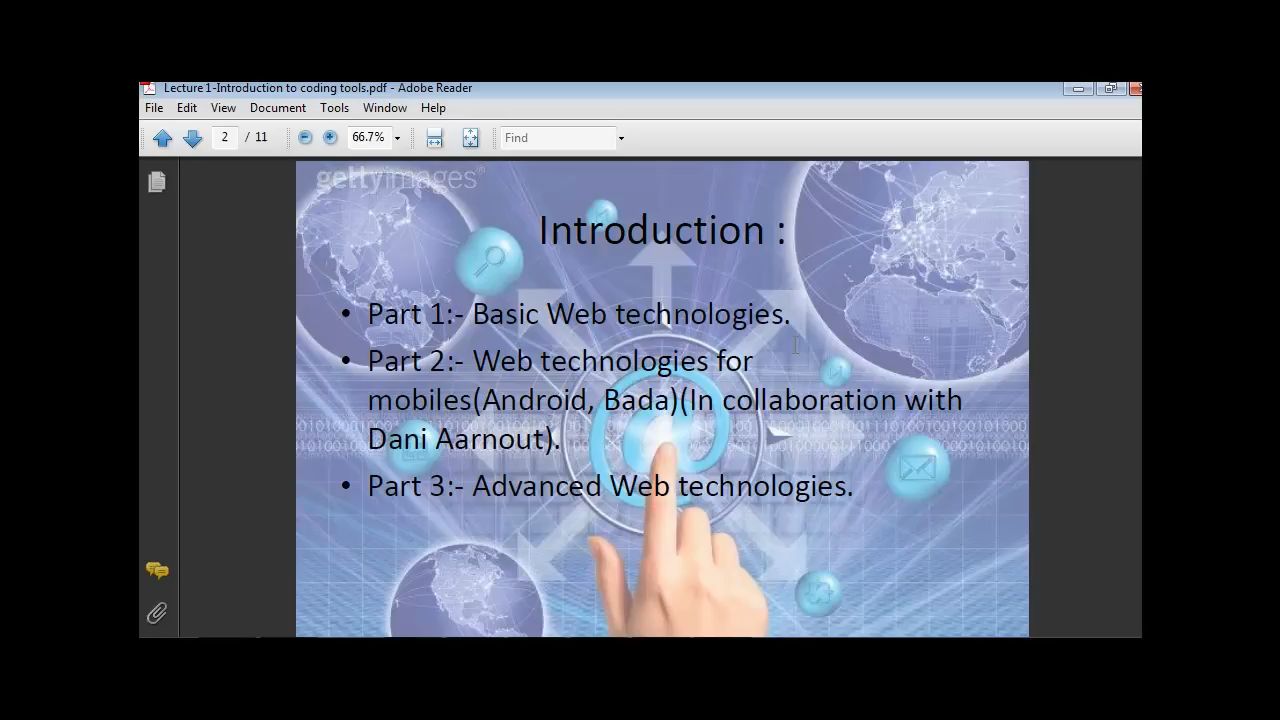 Lecture 1-Introduction to coding tools.pdf - Adobe Reader
File Edit View Document Tools Window Help
2 / 11 66.7% Find
gettyimages®
Introduction :
• Part 1:- Basic Web technologies.
• Part 2:- Web technologies for
mobiles(Android, Bada)(In collaboration with
Dani Aarnout).
• Part 3:- Advanced Web technologies.